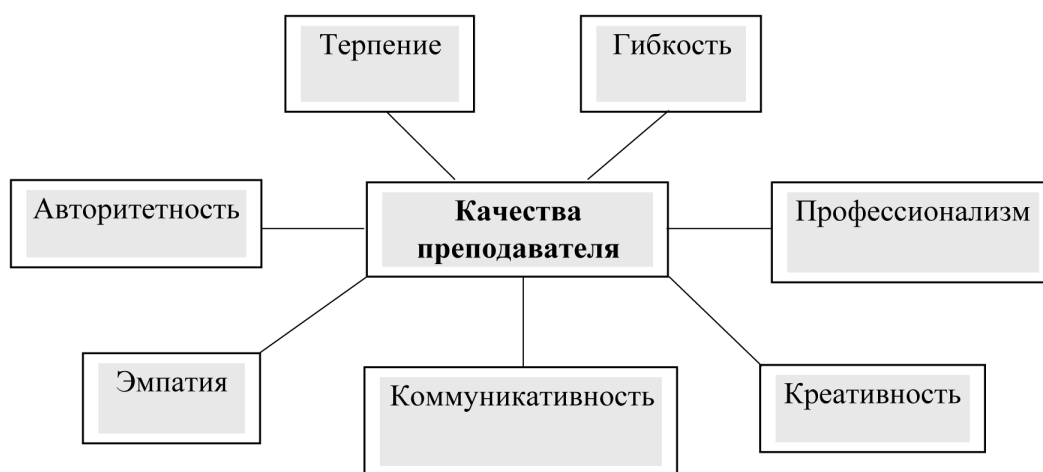 Терпение
Гибкость
Авторитетность
Качества
преподавателя
Профессионализм
Эмпатия
Коммуникативность
Креативность